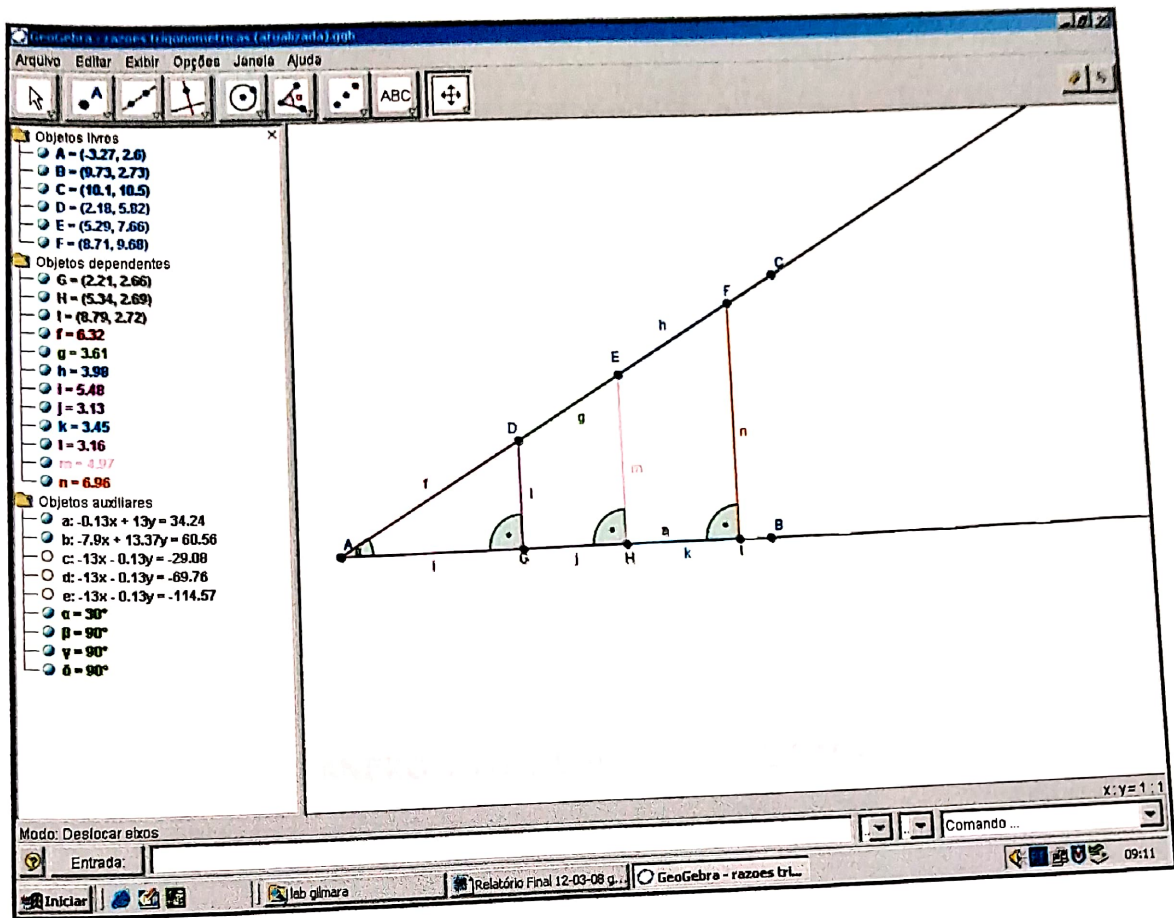 GeoGebra - razoes trigonometricas (atualizada).ggb
Arquivo Editar Exibir Opções Janela Ajuda
A
α
ABC
Objetos livres
A = (-3.27, 2.6)
B = (9.73, 2.73)
C = (10.1, 10.5)
D = (2.18, 5.82)
E = (5.29, 7.66)
F = (8.71, 9.68)
Objetos dependentes
G = (2.21, 2.66)
H = (5.34, 2.69)
I = (8.79, 2.72)
f = 6.32
g = 3.61
h = 3.98
i = 5.48
j = 3.13
k = 3.45
l = 3.16
m = 4.97
n = 6.96
Objetos auxiliares
a: -0.13x + 13y = 34.24
b: -7.9x + 13.37y = 60.56
c: -13x - 0.13y = -29.08
d: -13x - 0.13y = -69.76
e: -13x - 0.13y = -114.57
α = 30°
β = 90°
γ = 90°
δ = 90°
C
F
h
E
g
D
n
m
f
l
A
G
H
a
I
B
i
j
k
x : y = 1 : 1
Modo: Deslocar eixos
Entrada:
Comando ...
Iniciar
lab gilmara
Relatório Final 12-03-08 g...
GeoGebra - razoes tri...
09:11